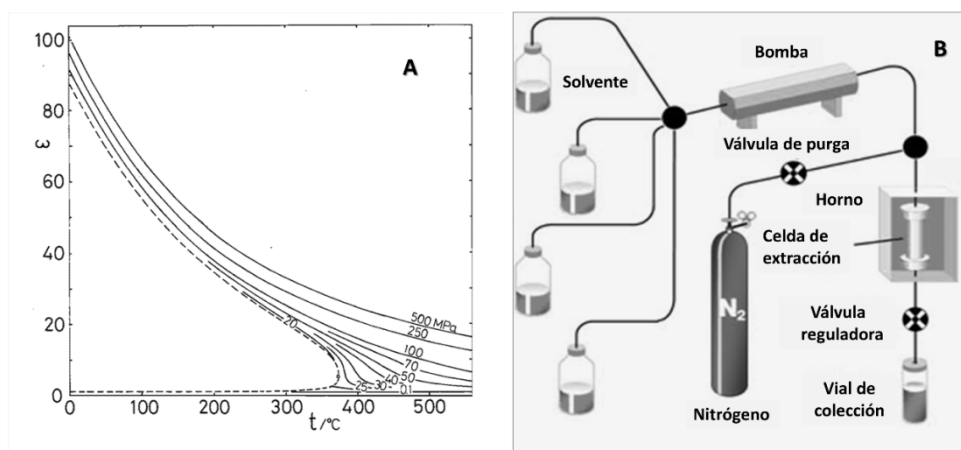 A
100
80
60
40
20
0
ε
0
100
200
300
400
500
t/°C
500 MPa
250
100
70
50
40
30
25
0.1
20
B
Solvente
Bomba
Válvula de purga
Horno
Celda de
extracción
N₂
Válvula
reguladora
Nitrógeno
Vial de
colección